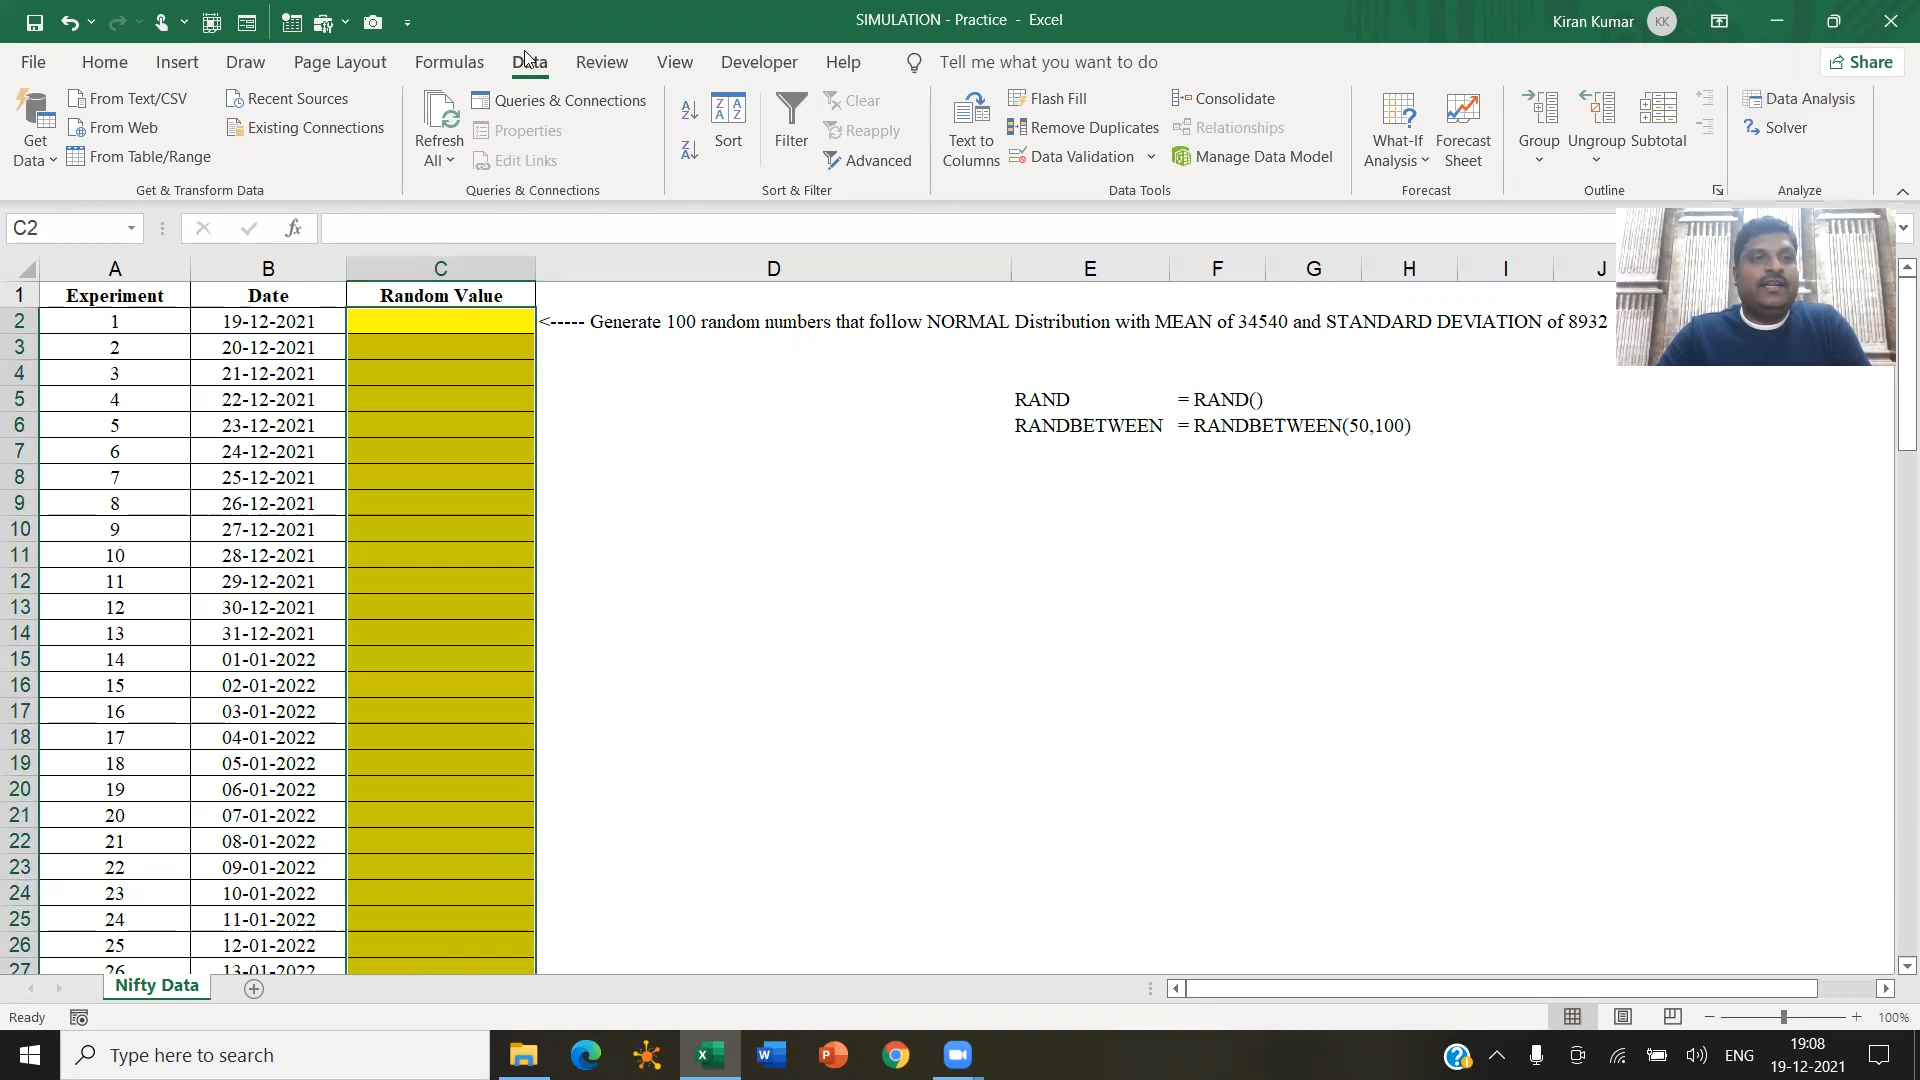 SIMULATION - Practice - Excel
Kiran Kumar
KK
File Home Insert Draw Page Layout Formulas Data Review View Developer Help Tell me what you want to do
Share
Get Data
From Text/CSV
From Web
From Table/Range
Recent Sources
Existing Connections
Get & Transform Data
Refresh All
Queries & Connections
Properties
Edit Links
Queries & Connections
Sort
Filter
Clear
Reapply
Advanced
Sort & Filter
Text to Columns
Flash Fill
Remove Duplicates
Data Validation
Consolidate
Relationships
Manage Data Model
Data Tools
What-If Analysis
Forecast Sheet
Forecast
Group
Ungroup
Subtotal
Outline
Data Analysis
Solver
Analyze
C2
fx
A B C D E F G H I J
1 Experiment Date Random Value
2 1 19-12-2021 <----- Generate 100 random numbers that follow NORMAL Distribution with MEAN of 34540 and STANDARD DEVIATION of 8932
3 2 20-12-2021
4 3 21-12-2021
5 4 22-12-2021 RAND = RAND()
6 5 23-12-2021 RANDBETWEEN = RANDBETWEEN(50,100)
7 6 24-12-2021
8 7 25-12-2021
9 8 26-12-2021
10 9 27-12-2021
11 10 28-12-2021
12 11 29-12-2021
13 12 30-12-2021
14 13 31-12-2021
15 14 01-01-2022
16 15 02-01-2022
17 16 03-01-2022
18 17 04-01-2022
19 18 05-01-2022
20 19 06-01-2022
21 20 07-01-2022
22 21 08-01-2022
23 22 09-01-2022
24 23 10-01-2022
25 24 11-01-2022
26 25 12-01-2022
27 26 13-01-2022
Nifty Data
Ready
100%
Type here to search
ENG
19:08
19-12-2021